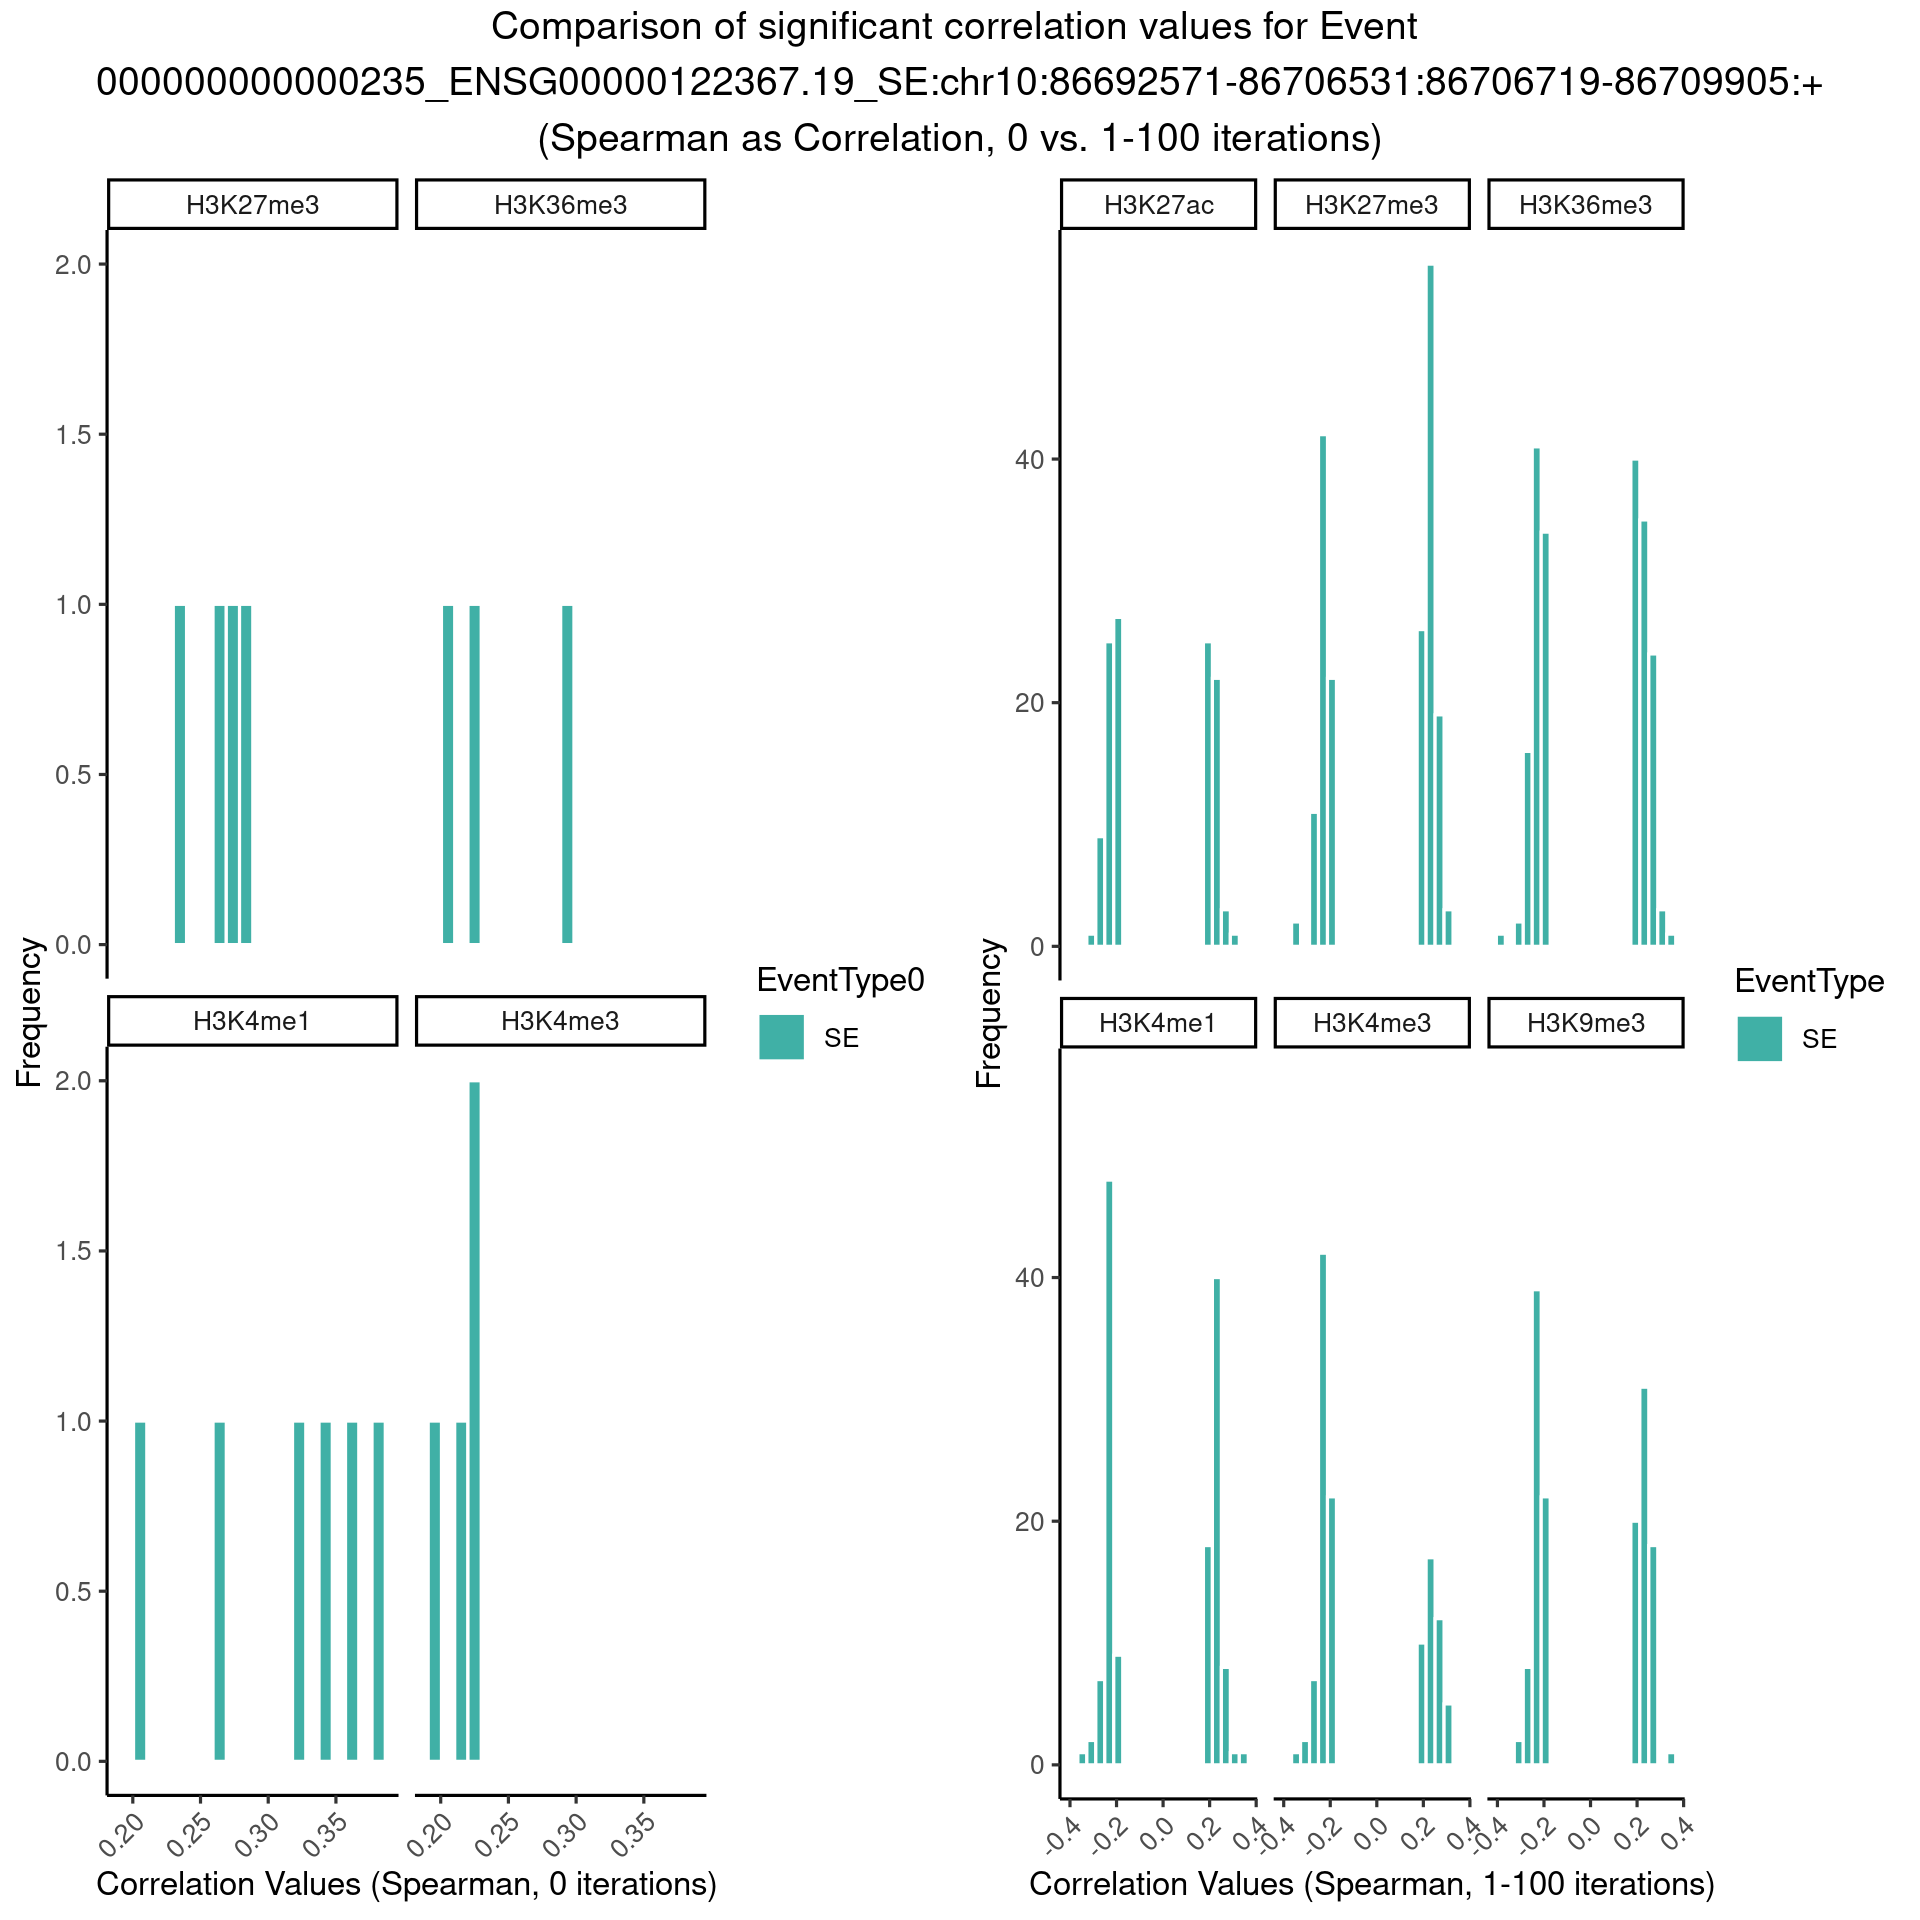 Comparison of significant correlation values for Event
000000000000235_ENSG00000122367.19_SE:chr10:86692571-86706531:86706719-86709905:+
(Spearman as Correlation, 0 vs. 1-100 iterations)
H3K27me3 H3K36me3
2.0
1.5
1.0
0.5
0.0
H3K4me1 H3K4me3
2.0
1.5
1.0
0.5
0.0
0.20 0.25 0.30 0.35 0.20 0.25 0.30 0.35
Frequency
Correlation Values (Spearman, 0 iterations)
EventType0
SE
H3K27ac H3K27me3 H3K36me3
40
20
0
H3K4me1 H3K4me3 H3K9me3
40
20
0
-0.4 -0.2 0.0 0.2 0.4 -0.4 -0.2 0.0 0.2 0.4 -0.4 -0.2 0.0 0.2 0.4
Frequency
Correlation Values (Spearman, 1-100 iterations)
EventType
SE